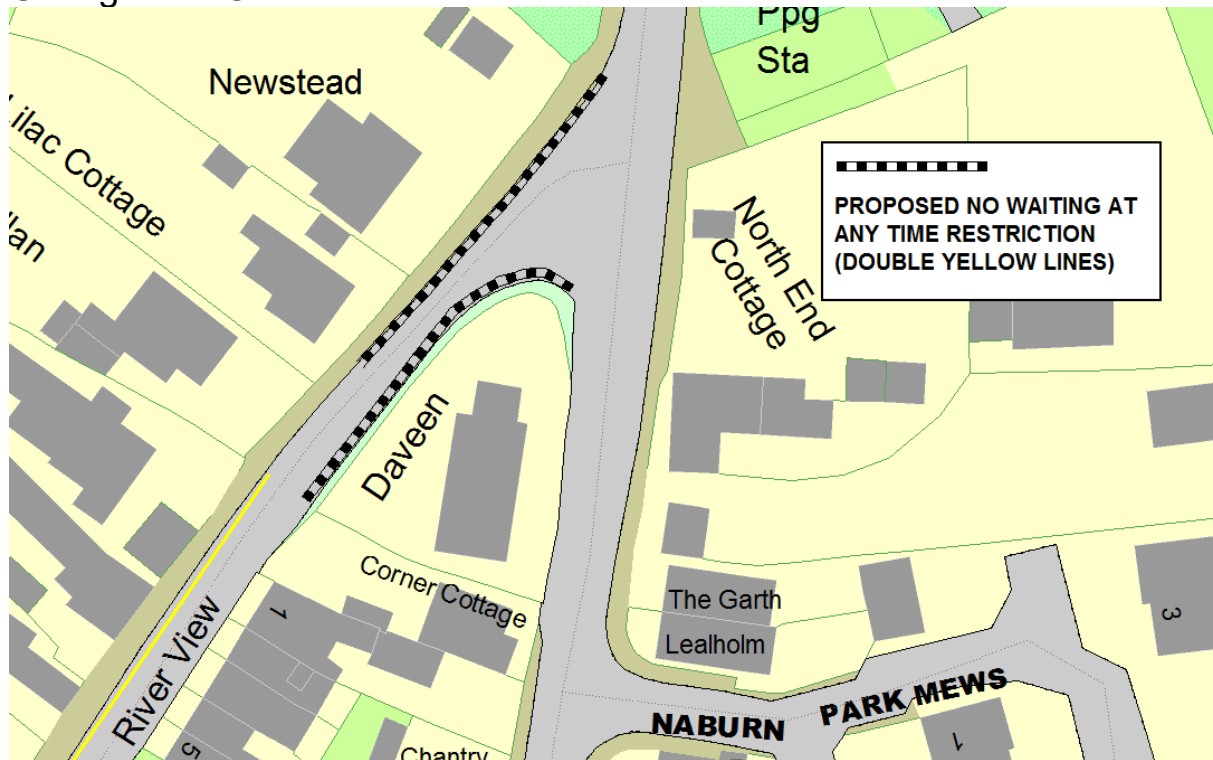 Ppg
Sta
Newstead
Lilac Cottage
PROPOSED NO WAITING AT
ANY TIME RESTRICTION
(DOUBLE YELLOW LINES)
North End
Cottage
Daveen
Corner Cottage
The Garth
Lealholm
3
1
River View
5
NABURN
PARK MEWS
1
Chantry